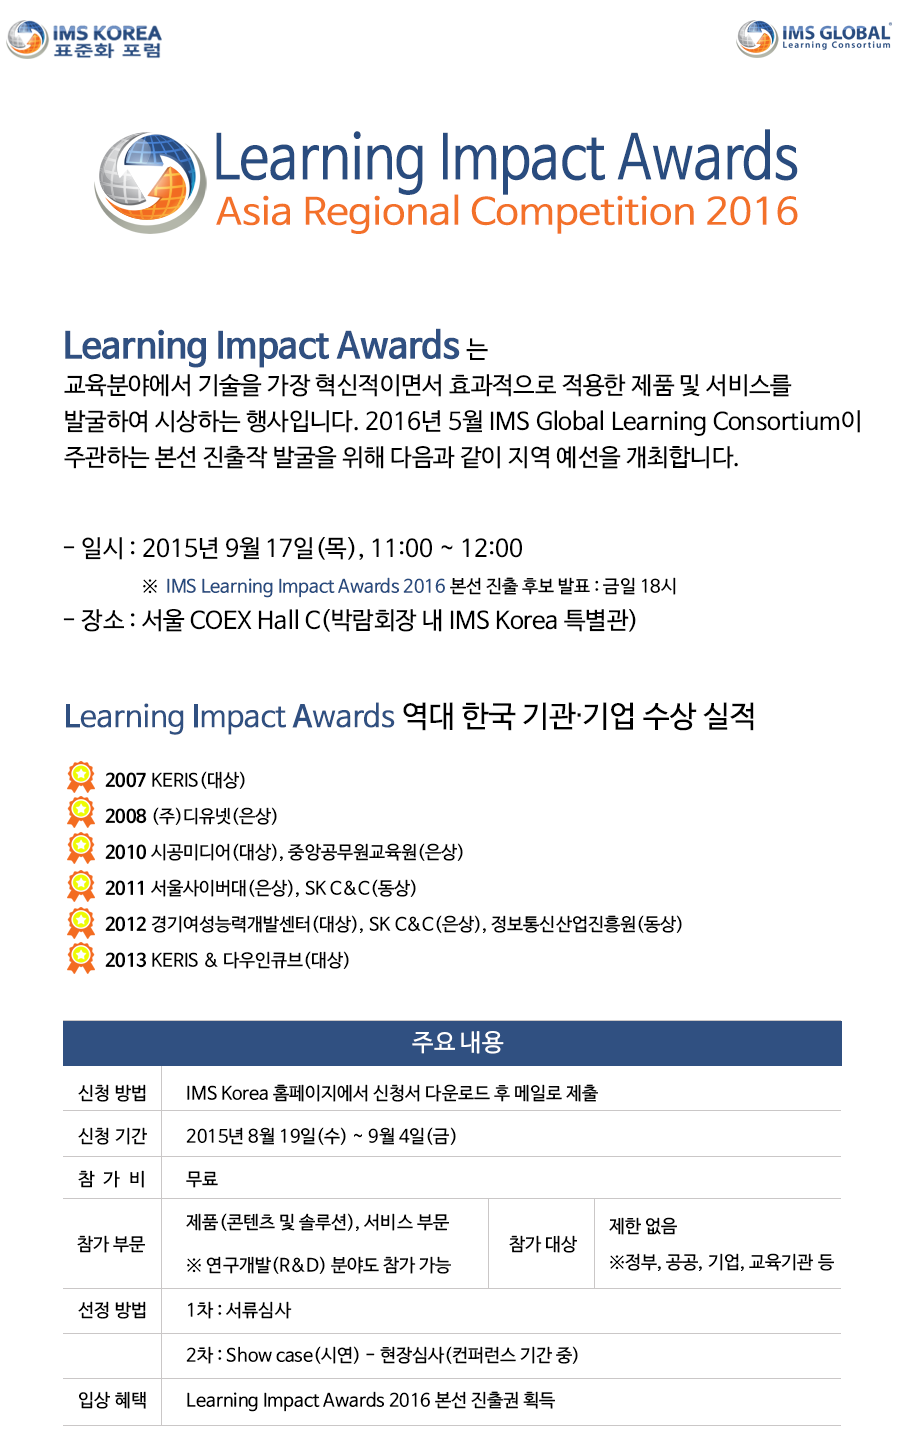 IMS KOREA
표준화 포럼
IMS GLOBAL®
Learning Consortium
Learning Impact Awards
Asia Regional Competition 2016
Learning Impact Awards 는
교육분야에서 기술을 가장 혁신적이면서 효과적으로 적용한 제품 및 서비스를
발굴하여 시상하는 행사입니다. 2016년 5월 IMS Global Learning Consortium이
주관하는 본선 진출작 발굴을 위해 다음과 같이 지역 예선을 개최합니다.
- 일시 : 2015년 9월 17일(목), 11:00 ~ 12:00
※ IMS Learning Impact Awards 2016 본선 진출 후보 발표 : 금일 18시
- 장소 : 서울 COEX Hall C(박람회장 내 IMS Korea 특별관)
Learning Impact Awards 역대 한국 기관·기업 수상 실적
2007 KERIS(대상)
2008 (주)디유넷(은상)
2010 시공미디어(대상), 중앙공무원교육원(은상)
2011 서울사이버대(은상), SK C&C(동상)
2012 경기여성능력개발센터(대상), SK C&C(은상), 정보통신산업진흥원(동상)
2013 KERIS & 다우인큐브(대상)
주요 내용
신청 방법 IMS Korea 홈페이지에서 신청서 다운로드 후 메일로 제출
신청 기간 2015년 8월 19일(수) ~ 9월 4일(금)
참 가 비 무료
참가 부문 제품(콘텐츠 및 솔루션), 서비스 부문
※ 연구개발(R&D) 분야도 참가 가능
참가 대상 제한 없음
※정부, 공공, 기업, 교육기관 등
선정 방법 1차 : 서류심사
2차 : Show case(시연) - 현장심사(컨퍼런스 기간 중)
입상 혜택 Learning Impact Awards 2016 본선 진출권 획득